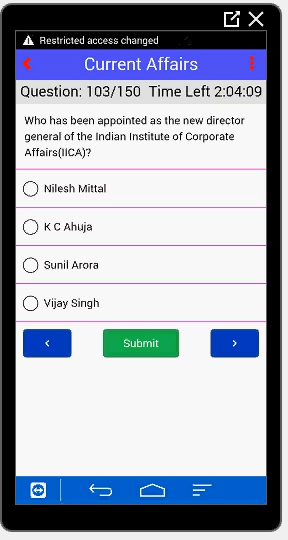 Restricted access changed
Current Affairs
Question: 103/150 Time Left 2:04:09
Who has been appointed as the new director
general of the Indian Institute of Corporate
Affairs(IICA)?
Nilesh Mittal
K C Ahuja
Sunil Arora
Vijay Singh
< Submit >